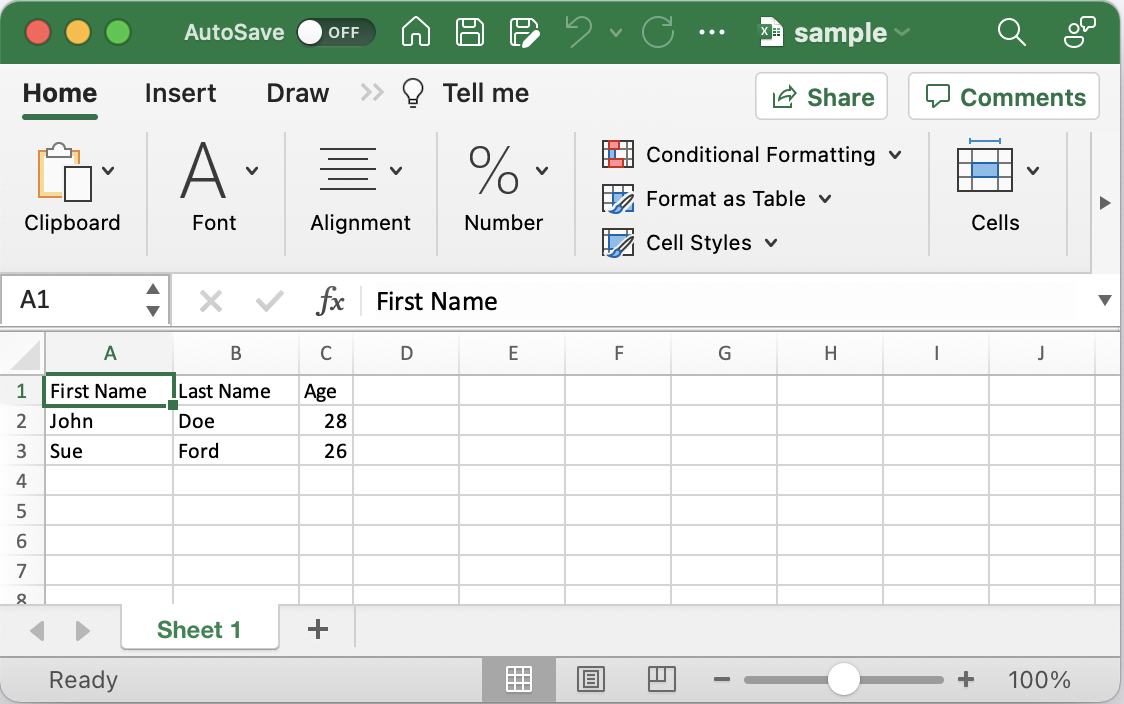 AutoSave OFF sample
Home Insert Draw Tell me Share Comments
Conditional Formatting
Format as Table
Cell Styles
Clipboard Font Alignment Number Cells
A1 fx First Name
A B C D E F G H I J
1 First Name Last Name Age
2 John Doe 28
3 Sue Ford 26
4
5
6
7
8
Sheet 1
Ready 100%